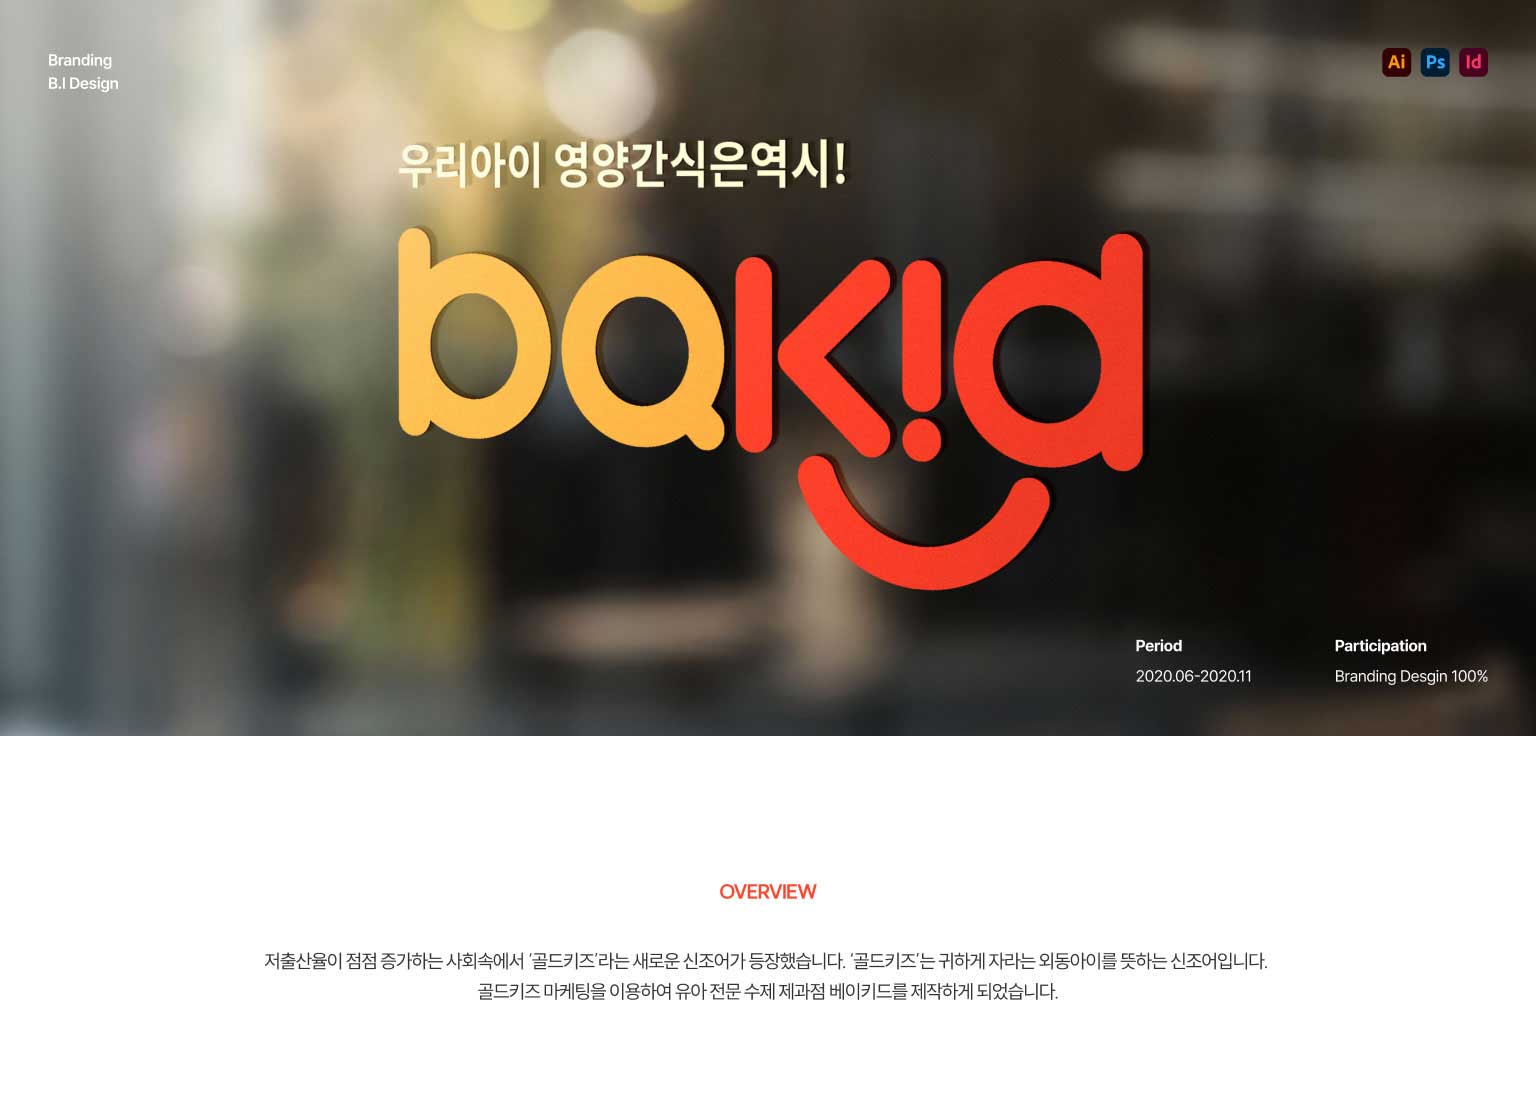 Branding
B.I Design
Ai Ps Id
우리아이 영양간식은역시!
baKid
Period
2020.06-2020.11
Participation
Branding Desgin 100%
OVERVIEW
저출산율이 점점 증가하는 사회속에서 ‘골드키즈’라는 새로운 신조어가 등장했습니다. ‘골드키즈’는 귀하게 자라는 외동아이를 뜻하는 신조어입니다.
골드키즈 마케팅을 이용하여 유아 전문 수제 제과점 베이키드를 제작하게 되었습니다.